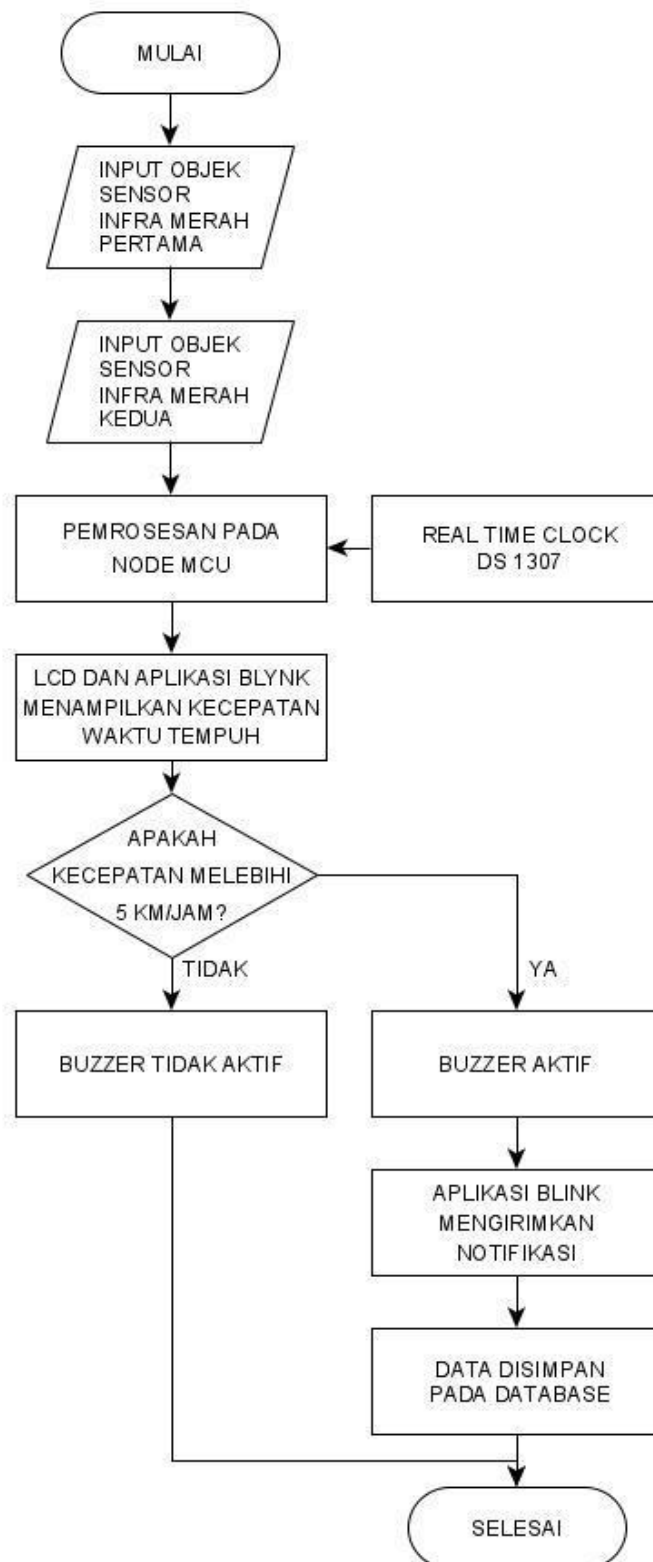 MULAI
INPUT OBJEK
SENSOR
INFRA MERAH
PERTAMA
INPUT OBJEK
SENSOR
INFRA MERAH
KEDUA
PEMROSESAN PADA
NODE MCU
REAL TIME CLOCK
DS 1307
LCD DAN APLIKASI BLYNK
MENAMPILKAN KECEPATAN
WAKTU TEMPUH
APAKAH
KECEPATAN MELEBIHI
5 KM/JAM?
TIDAK
YA
BUZZER TIDAK AKTIF
BUZZER AKTIF
APLIKASI BLINK
MENGIRIMKAN
NOTIFIKASI
DATA DISIMPAN
PADA DATABASE
SELESAI